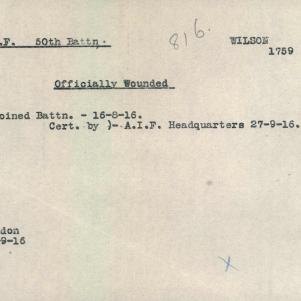 .F. 50th Battn. 816. WILSON
1759
Officially Wounded
oined Battn. - 16-8-16.
Cert. by )- A.I.F. Headquarters 27-9-16.
don
9-16
x